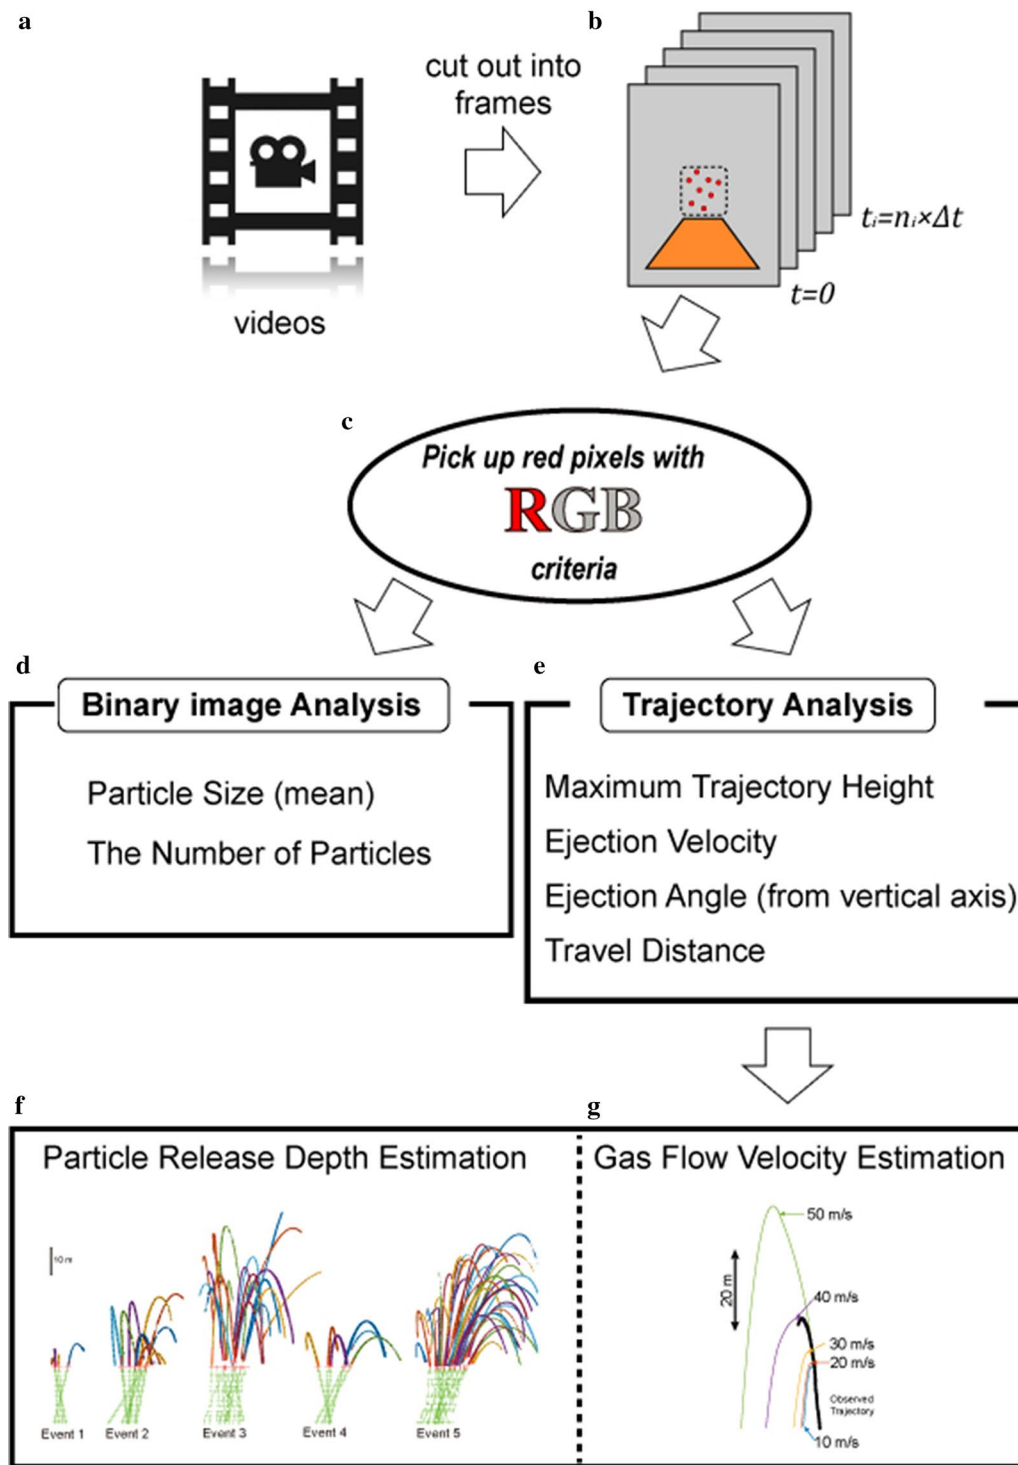 a
b
cut out into
frames
videos
tᵢ=nᵢ×Δt
t=0
c
Pick up red pixels with
RGB
criteria
d
e
Binary image Analysis
Particle Size (mean)
The Number of Particles
Trajectory Analysis
Maximum Trajectory Height
Ejection Velocity
Ejection Angle (from vertical axis)
Travel Distance
f
g
Particle Release Depth Estimation
10 m
Event 1
Event 2
Event 3
Event 4
Event 5
Gas Flow Velocity Estimation
50 m/s
20 m
40 m/s
30 m/s
20 m/s
Observed
Trajectory
10 m/s